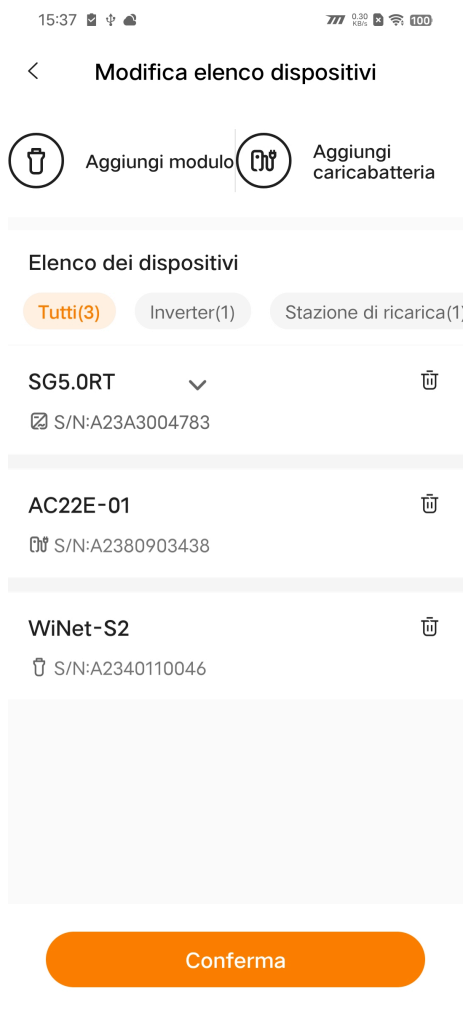 15:37
0.30
KB/s
100
Modifica elenco dispositivi
Aggiungi modulo
Aggiungi
caricabatteria
Elenco dei dispositivi
Tutti(3)
Inverter(1)
Stazione di ricarica(1)
SG5.0RT
S/N:A23A3004783
AC22E-01
S/N:A2380903438
WiNet-S2
S/N:A2340110046
Conferma